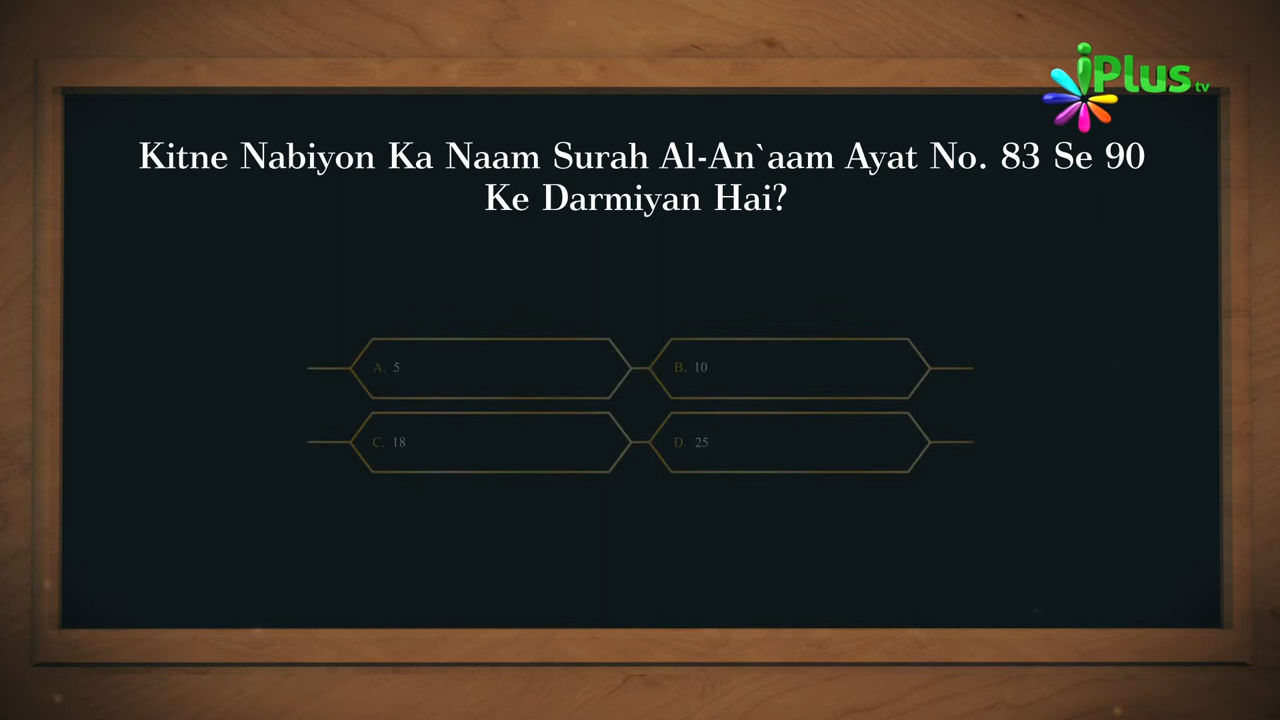 iPlus tv
Kitne Nabiyon Ka Naam Surah Al-An`aam Ayat No. 83 Se 90
Ke Darmiyan Hai?
A. 5
B. 10
C. 18
D. 25